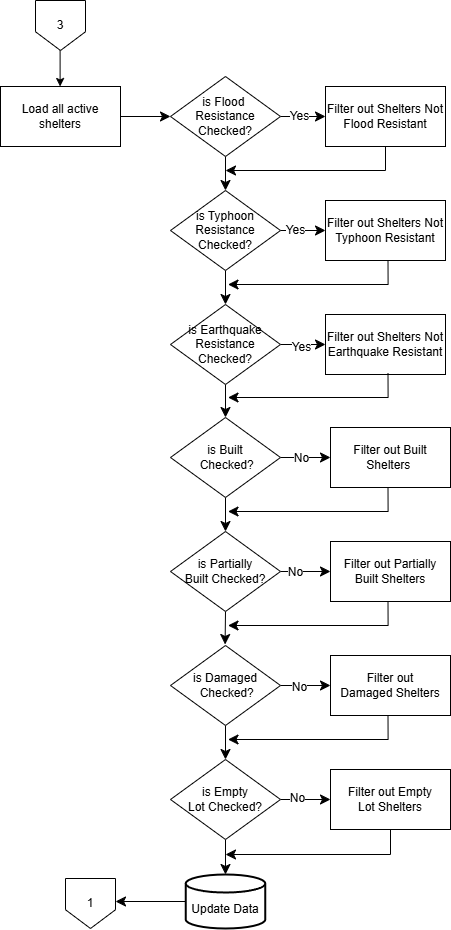 3
Load all active
shelters
is Flood
Resistance
Checked?
Yes
Filter out Shelters Not
Flood Resistant
is Typhoon
Resistance
Checked?
Yes
Filter out Shelters Not
Typhoon Resistant
is Earthquake
Resistance
Checked?
Yes
Filter out Shelters Not
Earthquake Resistant
is Built
Checked?
No
Filter out Built
Shelters
is Partially
Built Checked?
No
Filter out Partially
Built Shelters
is Damaged
Checked?
No
Filter out
Damaged Shelters
is Empty
Lot Checked?
No
Filter out Empty
Lot Shelters
1
Update Data